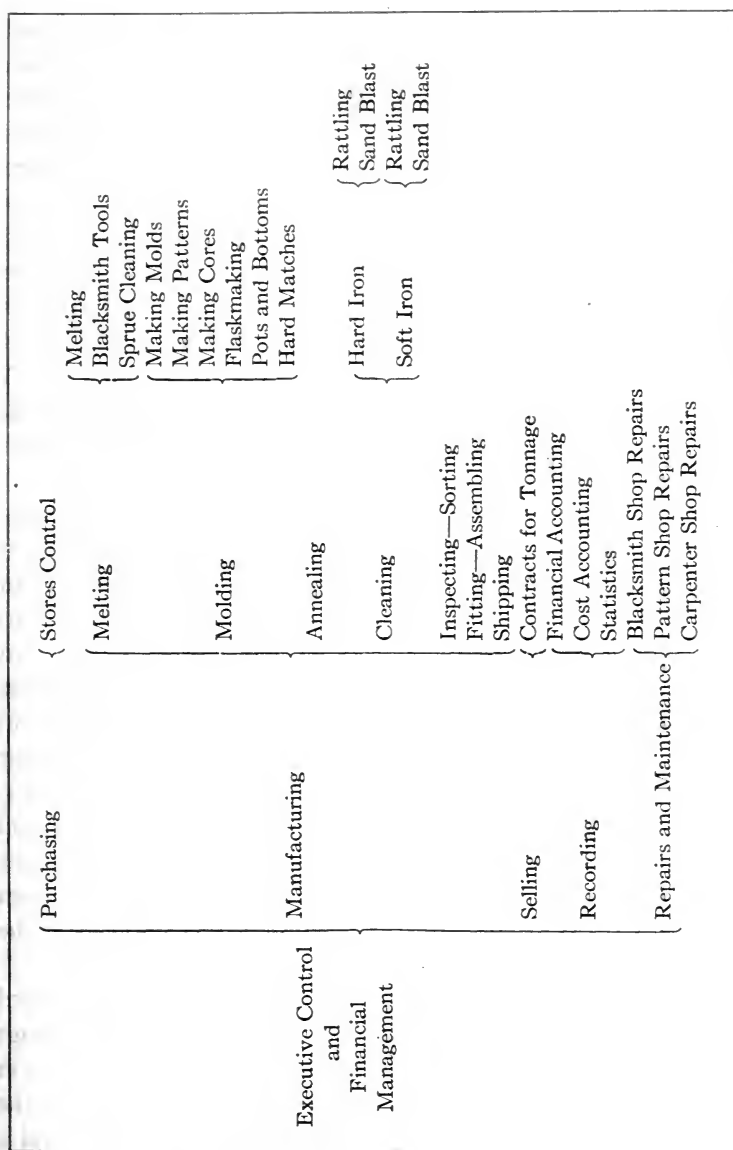 Executive Control
and
Financial
Management
Purchasing
Manufacturing
Selling
Recording
Repairs and Maintenance
Stores Control
Melting
Molding
Annealing
Cleaning
Inspecting—Sorting
Fitting—Assembling
Shipping
Contracts for Tonnage
Financial Accounting
Cost Accounting
Statistics
Blacksmith Shop Repairs
Pattern Shop Repairs
Carpenter Shop Repairs
Melting
Blacksmith Tools
Sprue Cleaning
Making Molds
Making Patterns
Making Cores
Flaskmaking
Pots and Bottoms
Hard Matches
Hard Iron
Soft Iron
Rattling
Sand Blast
Rattling
Sand Blast